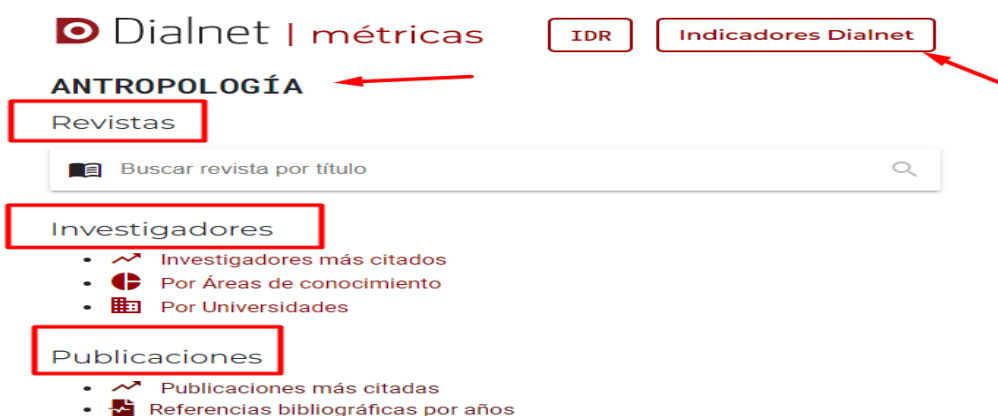 Dialnet | métricas IDR Indicadores Dialnet
ANTROPOLOGÍA
Revistas
Buscar revista por título
Investigadores
Investigadores más citados
Por Áreas de conocimiento
Por Universidades
Publicaciones
Publicaciones más citadas
Referencias bibliográficas por años